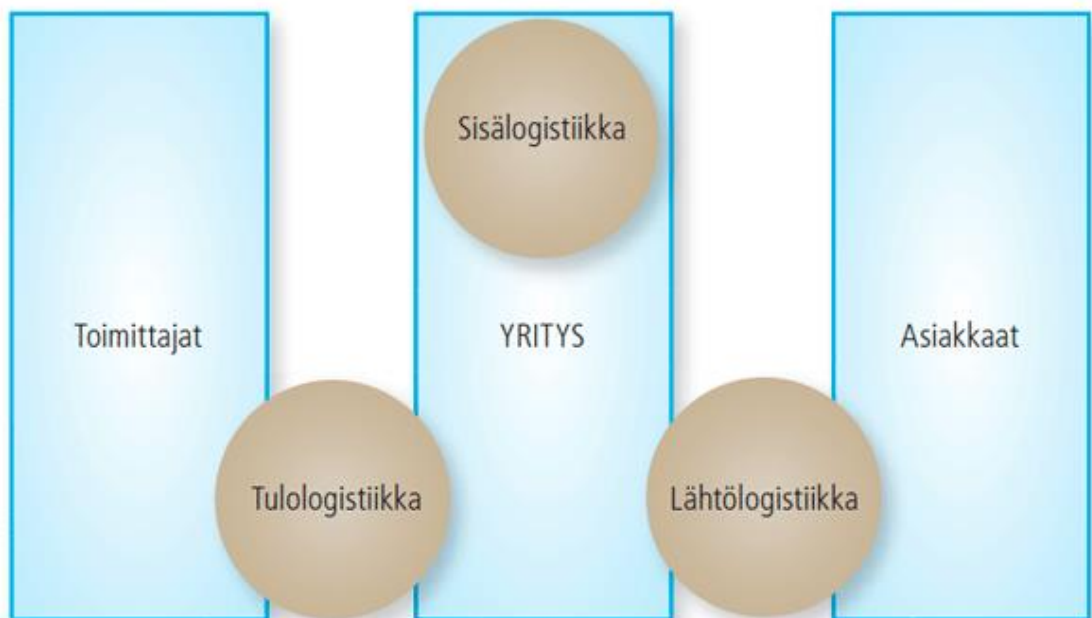 Sisälogistiikka
Toimittajat
YRITYS
Asiakkaat
Tulologistiikka
Lähtölogistiikka